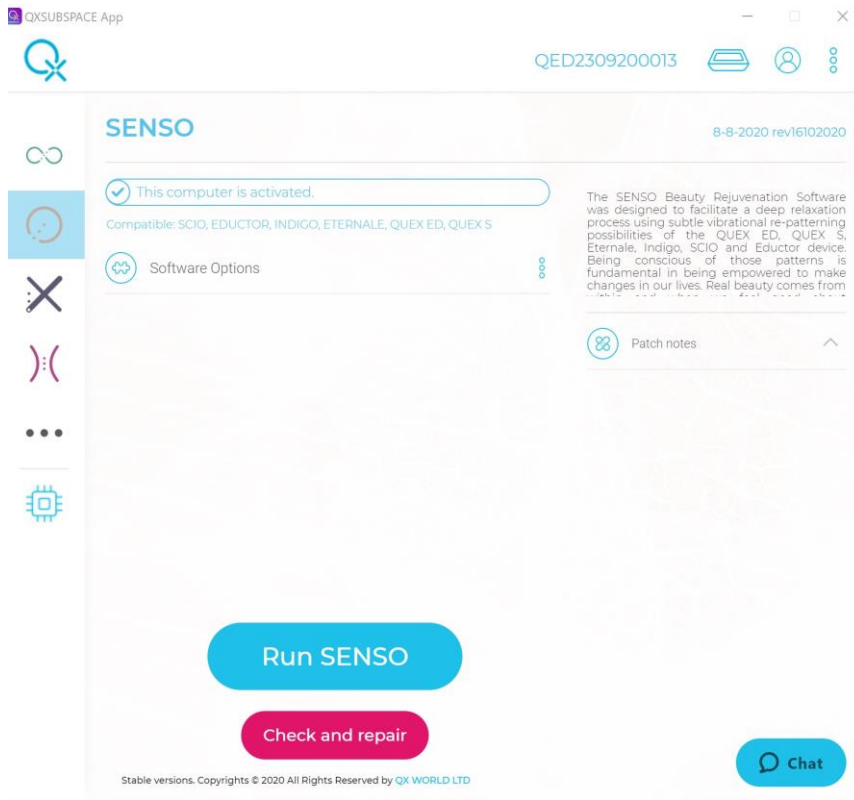 QXSUBSPACE App
QED2309200013
SENSO
8-8-2020 rev16102020
This computer is activated.
Compatible: SCIO, EDUCTOR, INDIGO, ETERNALE, QUEX ED, QUEX S
Software Options
The SENSO Beauty Rejuvenation Software
was designed to facilitate a deep relaxation
process using subtle vibrational re-patterning
possibilities of the QUEX ED, QUEX S,
Eternale, Indigo, SCIO and Eductor device.
Being conscious of those patterns is
fundamental in being empowered to make
changes in our lives. Real beauty comes from
Patch notes
Run SENSO
Check and repair
Chat
Stable versions. Copyrights © 2020 All Rights Reserved by QX WORLD LTD